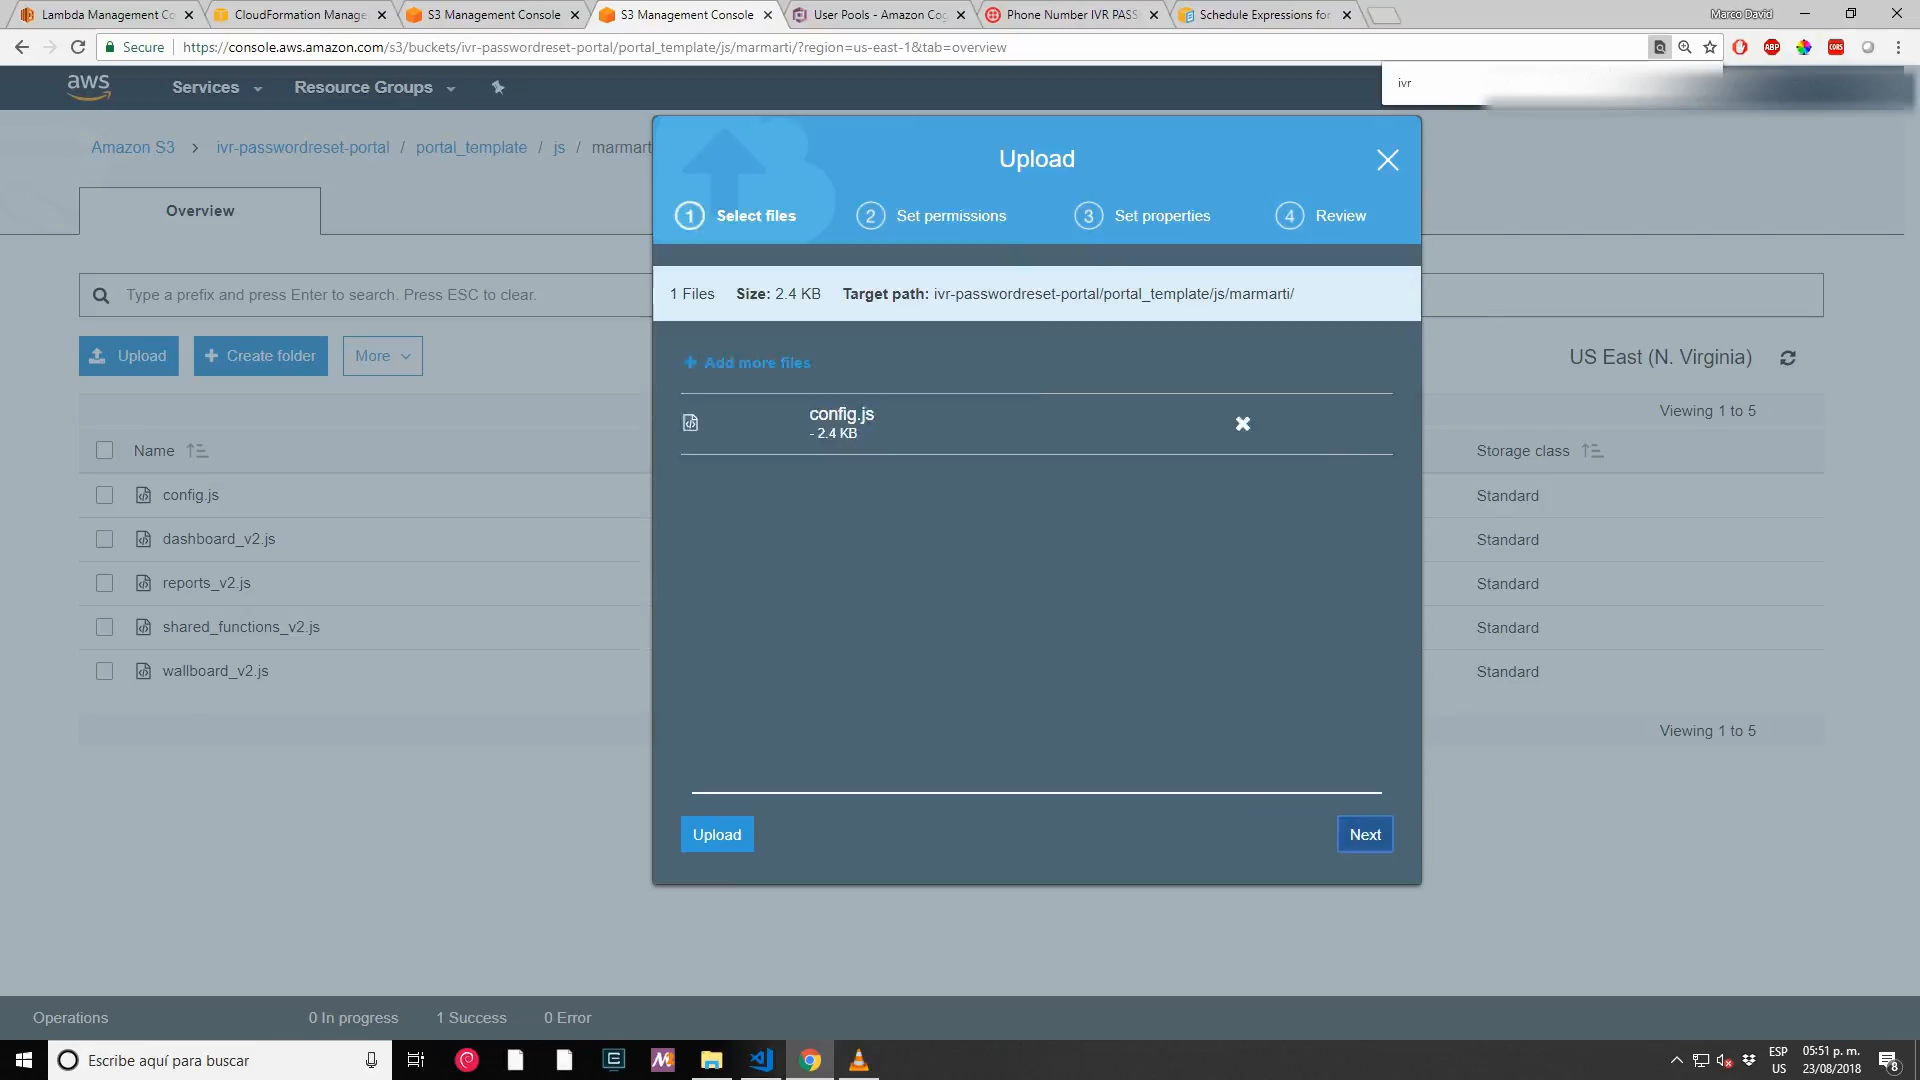 Lambda Management Co
CloudFormation Manage
S3 Management Console
S3 Management Console
User Pools - Amazon Cog
Phone Number IVR PASS
Schedule Expressions for
Marco David
Secure
https://console.aws.amazon.com/s3/buckets/ivr-passwordreset-portal/portal_template/js/marmarti/?region=us-east-1&tab=overview
ABP
CORS
ivr
aws
Services
Resource Groups
Amazon S3 > ivr-passwordreset-portal / portal_template / js / marmart
Overview
Type a prefix and press Enter to search. Press ESC to clear.
Upload
Create folder
More
US East (N. Virginia)
Viewing 1 to 5
Name
Storage class
config.js
Standard
dashboard_v2.js
Standard
reports_v2.js
Standard
shared_functions_v2.js
Standard
wallboard_v2.js
Standard
Viewing 1 to 5
Upload
1 Select files
2 Set permissions
3 Set properties
4 Review
1 Files Size: 2.4 KB Target path: ivr-passwordreset-portal/portal_template/js/marmarti/
+ Add more files
config.js
- 2.4 KB
Upload
Next
Operations
0 In progress
1 Success
0 Error
Escribe aquí para buscar
ESP
US
05:51 p. m.
23/08/2018
8